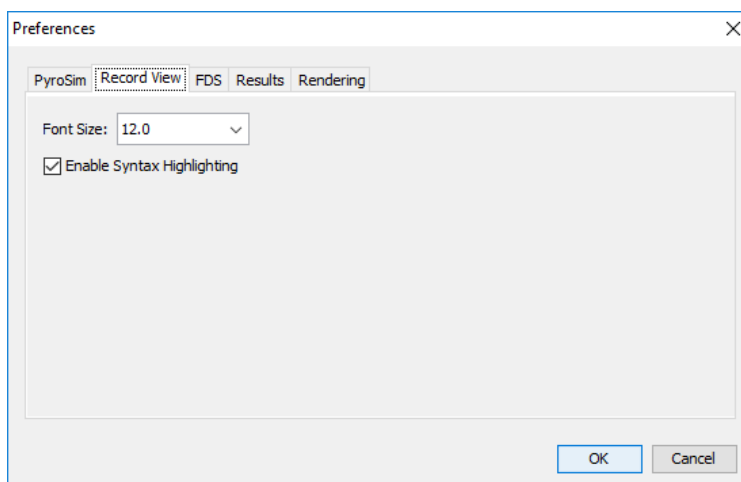 Preferences
PyroSim Record View FDS Results Rendering
Font Size: 12.0
Enable Syntax Highlighting
OK Cancel